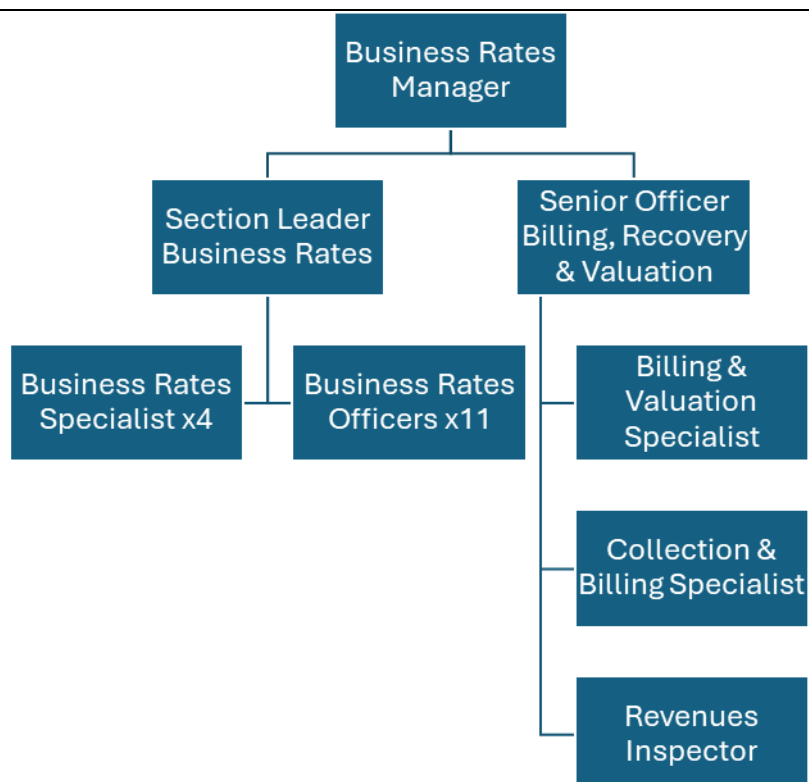 Business Rates
Manager
Section Leader
Business Rates
Senior Officer
Billing, Recovery
& Valuation
Business Rates
Specialist x4
Business Rates
Officers x11
Billing &
Valuation
Specialist
Collection &
Billing Specialist
Revenues
Inspector